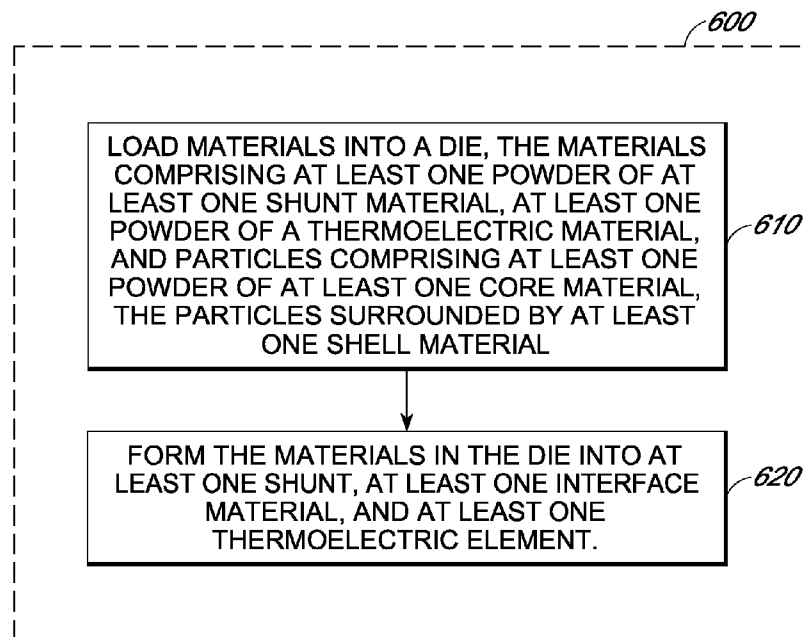 600
LOAD MATERIALS INTO A DIE, THE MATERIALS
COMPRISING AT LEAST ONE POWDER OF AT
LEAST ONE SHUNT MATERIAL, AT LEAST ONE
POWDER OF A THERMOELECTRIC MATERIAL,
AND PARTICLES COMPRISING AT LEAST ONE
POWDER OF AT LEAST ONE CORE MATERIAL,
THE PARTICLES SURROUNDED BY AT LEAST
ONE SHELL MATERIAL
610
FORM THE MATERIALS IN THE DIE INTO AT
LEAST ONE SHUNT, AT LEAST ONE INTERFACE
MATERIAL, AND AT LEAST ONE
THERMOELECTRIC ELEMENT.
620